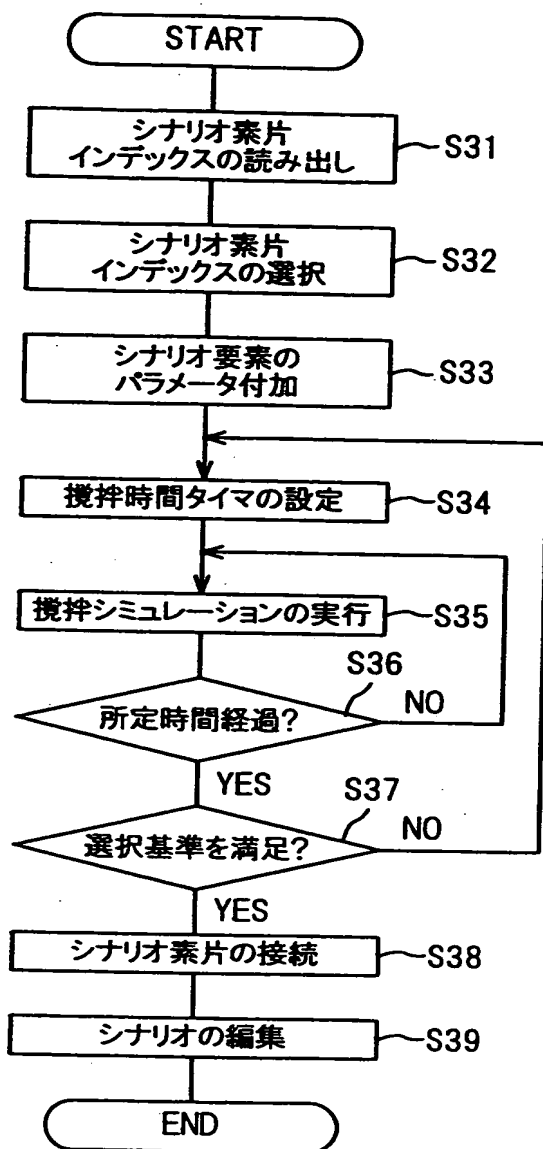 START
シナリオ素片
インデックスの読み出し
S31
シナリオ素片
インデックスの選択
S32
シナリオ要素の
パラメータ付加
S33
撹拌時間タイマの設定
S34
撹拌シミュレーションの実行
S35
所定時間経過?
S36
NO
YES
選択基準を満足?
S37
NO
YES
シナリオ素片の接続
S38
シナリオの編集
S39
END